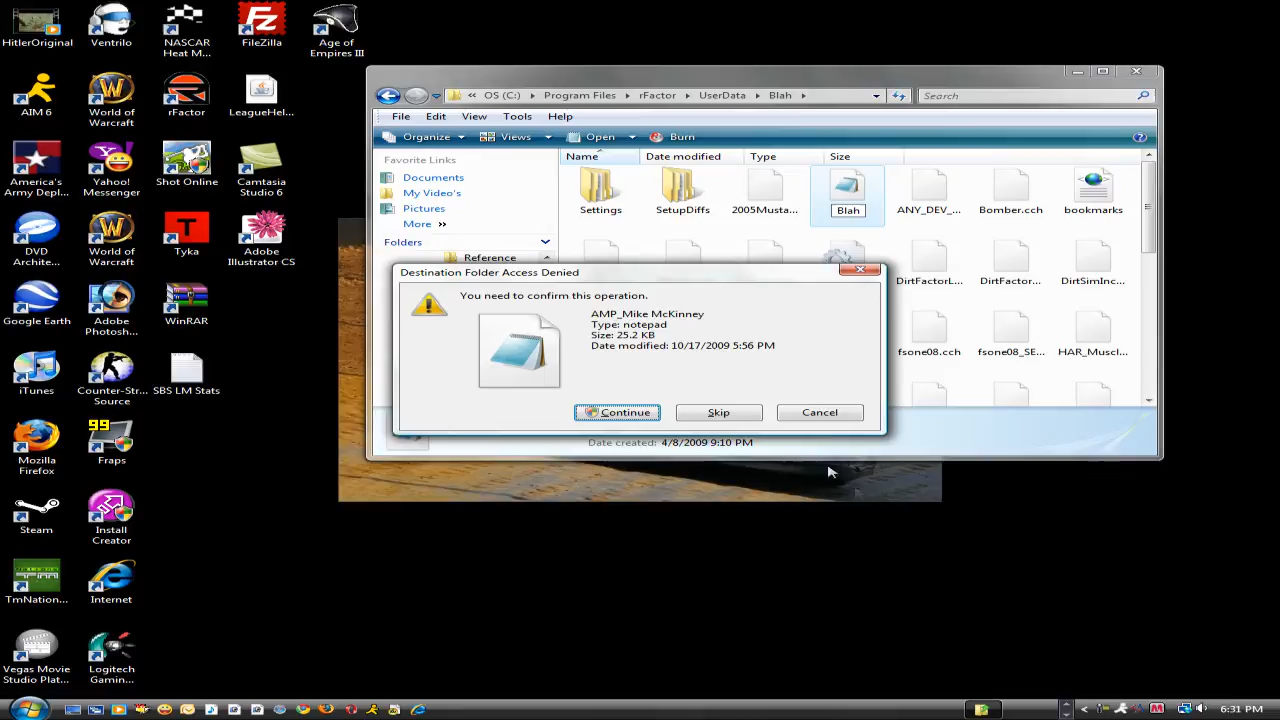 HitlerOriginal
Ventrilo
NASCAR
Heat M...
FileZilla
Age of
Empires III
AIM 6
World of
Warcraft
rFactor
LeagueHel...
America's
Army Depl...
Yahoo!
Messenger
Shot Online
Camtasia
Studio 6
DVD
Archite...
World of
Warcraft
Tyka
Adobe
Illustrator CS
Google Earth
Adobe
Photosh...
WinRAR
iTunes
Counter-Str...
Source
SBS LM Stats
Mozilla
Firefox
99
Fraps
Steam
Install
Creator
TmNation...
Internet
Vegas Movie
Studio Plat...
Logitech
Gamin...
« OS (C:) Program Files rFactor UserData Blah
Search
File Edit View Tools Help
Organize Views Open Burn
Favorite Links
Documents
My Video's
Pictures
More »
Folders
Reference
Name Date modified Type Size
Settings SetupDiffs 2005Musta... Blah ANY_DEV_... Bomber.cch bookmarks
DirtFactorL... DirtFactor... DirtSimInc...
fsone08.cch fsone08_SE... HAR_Muscl...
Destination Folder Access Denied
You need to confirm this operation.
AMP_Mike McKinney
Type: notepad
Size: 25.2 KB
Date modified: 10/17/2009 5:56 PM
Continue Skip Cancel
Date created: 4/8/2009 9:10 PM
6:31 PM